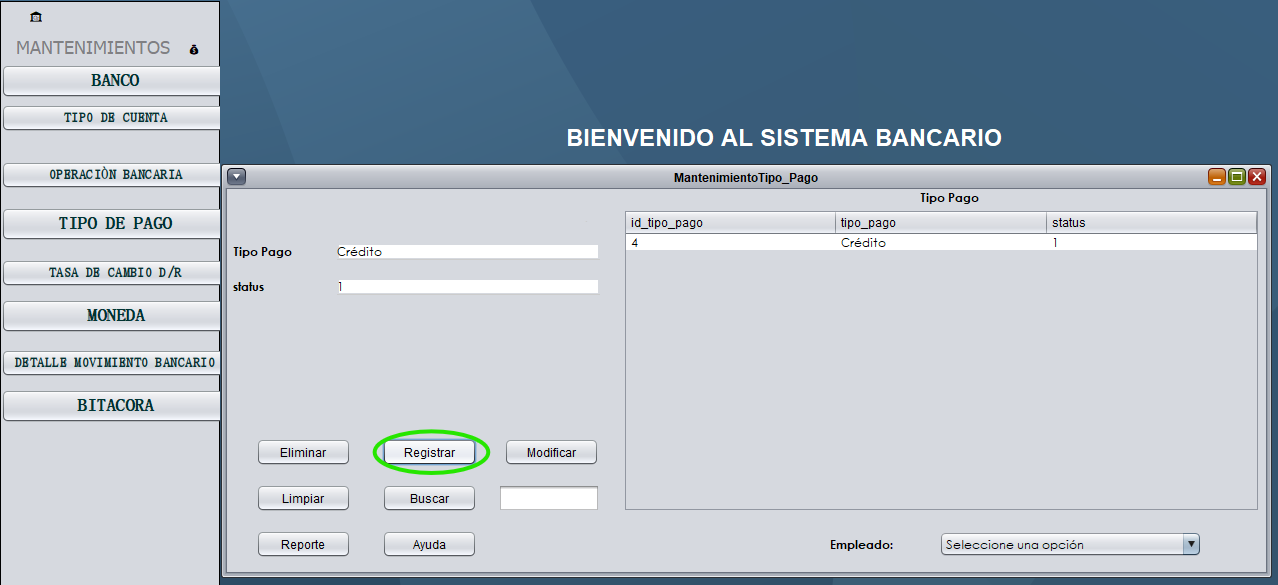 MANTENIMIENTOS
BANCO
TIPO DE CUENTA
OPERACIÒN BANCARIA
TIPO DE PAGO
TASA DE CAMBIO D/R
MONEDA
DETALLE MOVIMIENTO BANCARIO
BITACORA
BIENVENIDO AL SISTEMA BANCARIO
MantenimientoTipo_Pago
Tipo Pago Crédito
status 1
Eliminar Registrar Modificar
Limpiar Buscar
Reporte Ayuda
Tipo Pago
id_tipo_pago tipo_pago status
4 Crédito 1
Empleado: Seleccione una opción